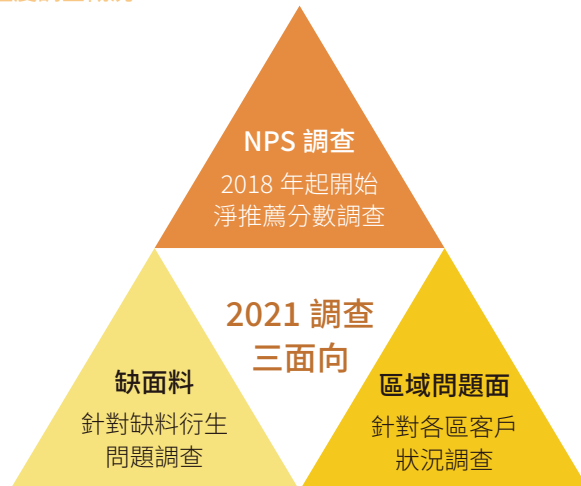 NPS 調查
2018 年起開始
淨推薦分數調查
2021 調查
三面向
缺面料
針對缺料衍生
問題調查
區域問題面
針對各區客戶
狀況調查